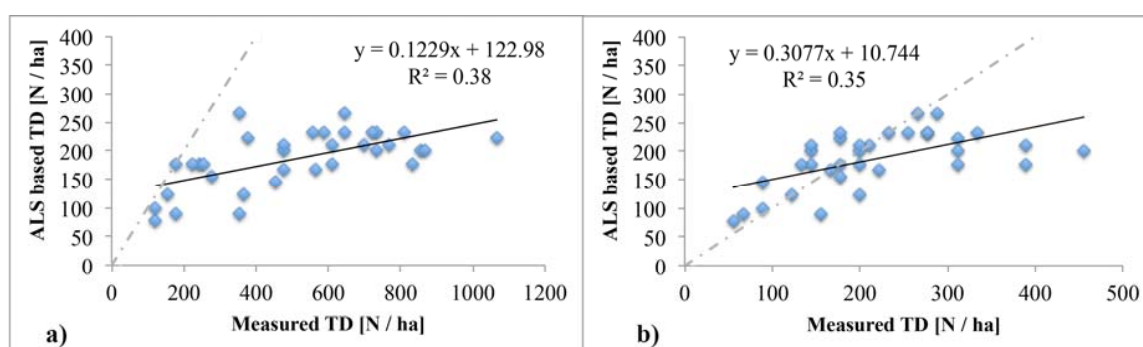 400
350
300
250
200
150
100
50
0
ALS based TD [N / ha]
y = 0.1229x + 122.98
R² = 0.38
0 200 400 600 800 1000 1200
Measured TD [N / ha]
a)
400
350
300
250
200
150
100
50
0
ALS based TD [N / ha]
y = 0.3077x + 10.744
R² = 0.35
0 100 200 300 400 500
Measured TD [N / ha]
b)